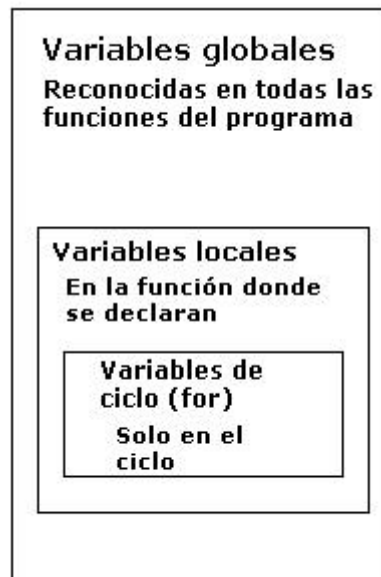 Variables globales
Reconocidas en todas las
funciones del programa
Variables locales
En la función donde
se declaran
Variables de
ciclo (for)
Solo en el
ciclo